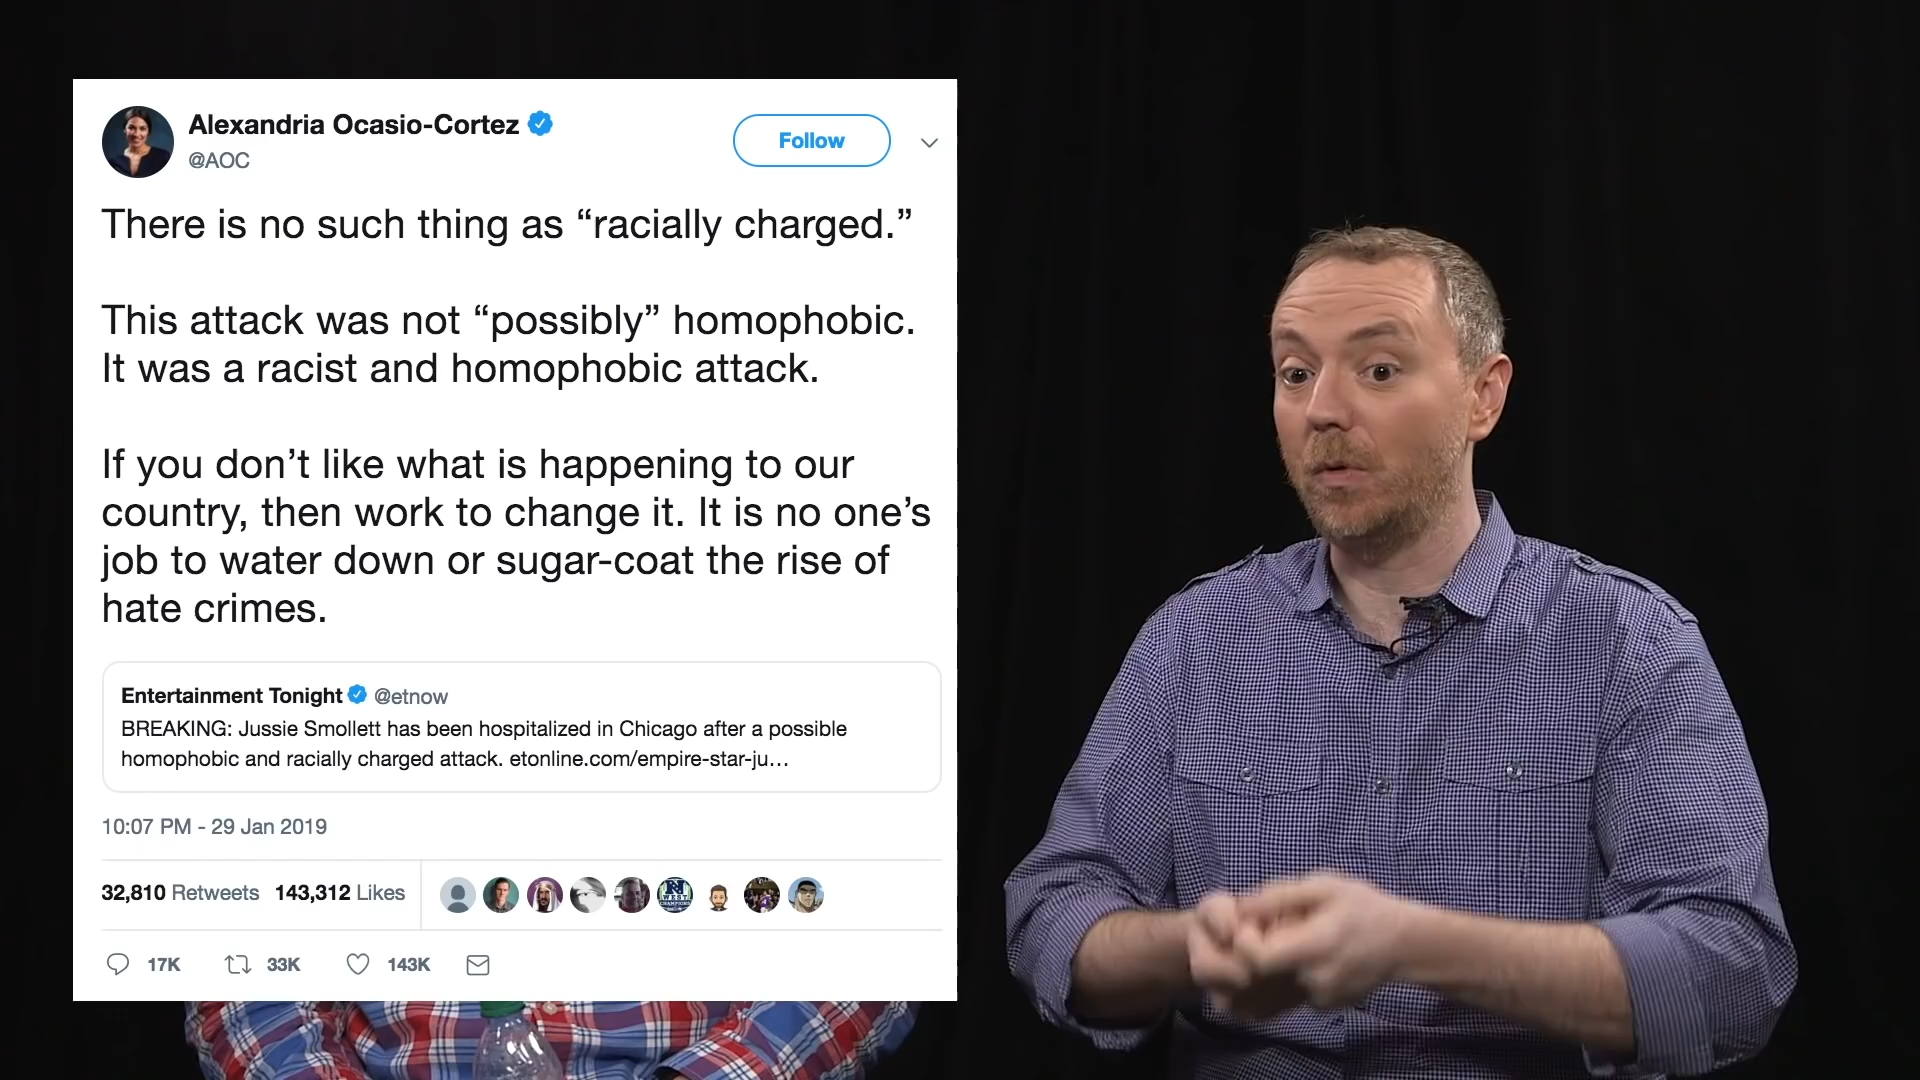 Alexandria Ocasio-Cortez
@AOC
Follow
There is no such thing as “racially charged.”
This attack was not “possibly” homophobic.
It was a racist and homophobic attack.
If you don’t like what is happening to our
country, then work to change it. It is no one’s
job to water down or sugar-coat the rise of
hate crimes.
Entertainment Tonight @etnow
BREAKING: Jussie Smollett has been hospitalized in Chicago after a possible
homophobic and racially charged attack. etonline.com/empire-star-ju…
10:07 PM - 29 Jan 2019
32,810 Retweets 143,312 Likes
N
WEST
CHAMPIONS
17K 33K 143K